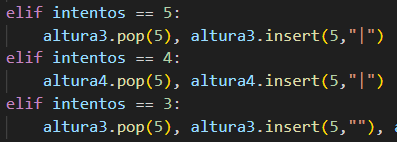 elif intentos == 5:
altura3.pop(5), altura3.insert(5,"|")
elif intentos == 4:
altura4.pop(5), altura4.insert(5,"|")
elif intentos == 3:
altura3.pop(5), altura3.insert(5,""),